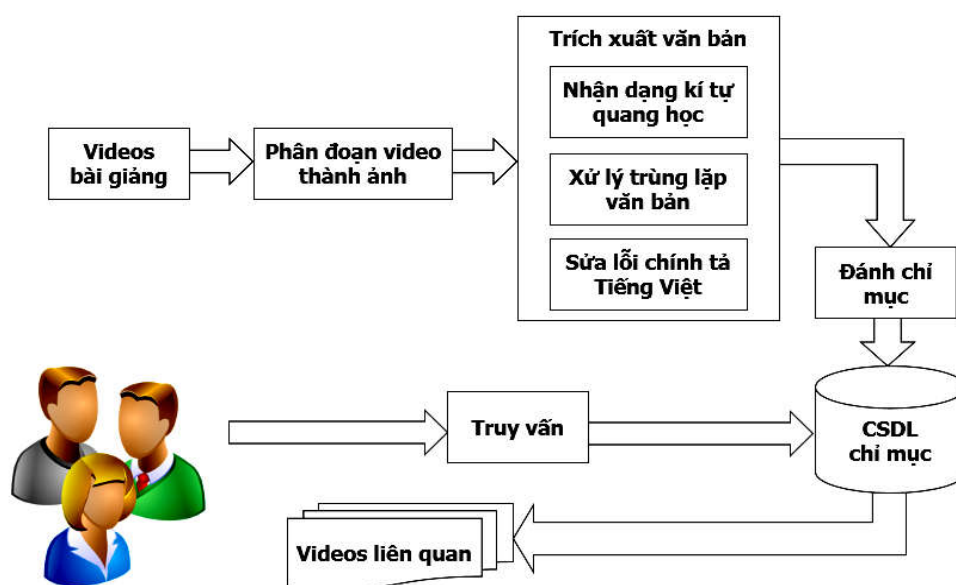 Trích xuất văn bản
Nhận dạng kí tự
quang học
Videos
bài giảng
Phân đoạn video
thành ảnh
Xử lý trùng lặp
văn bản
Sửa lỗi chính tả
Tiếng Việt
Đánh chỉ
mục
Truy vấn
CSDL
chỉ mục
Videos liên quan